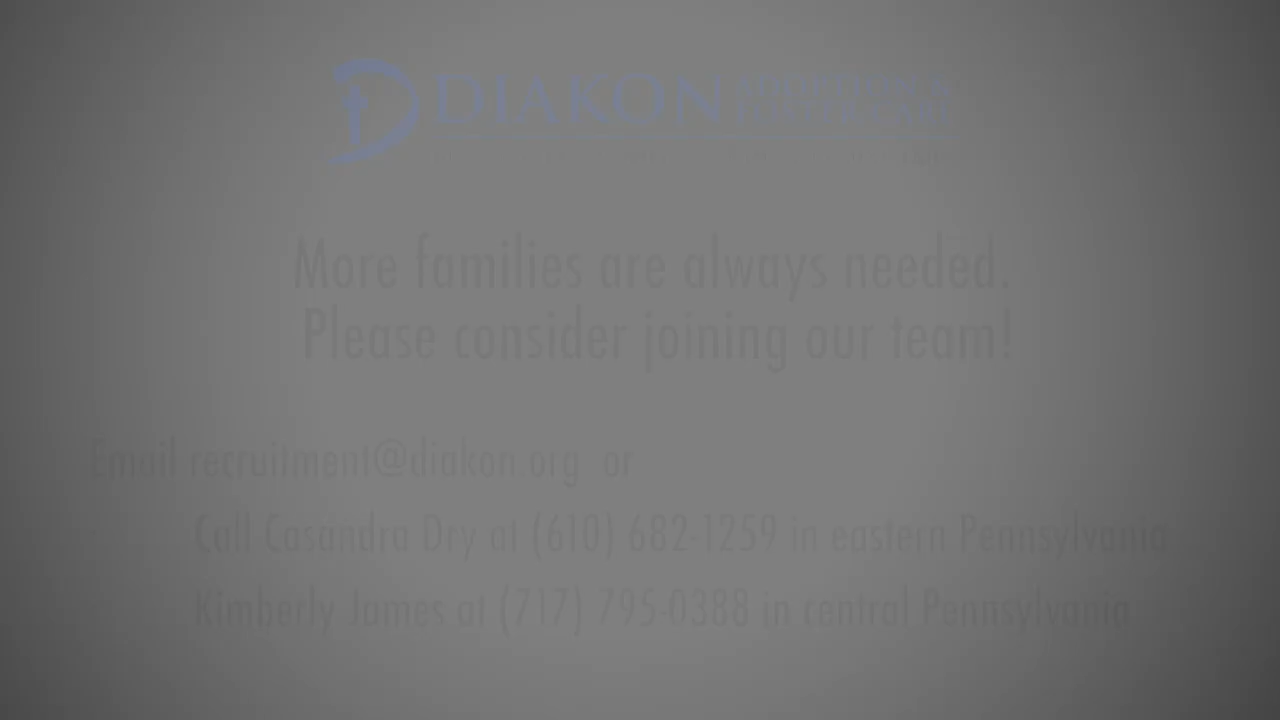 DIAKON ADOPTION &
FOSTER CARE
More families are always needed.
Please consider joining our team!
Email recruitment@diakon.org or
Call Casandra Dry at (610) 682-1259 in eastern Pennsylvania
Kimberly James at (717) 795-0388 in central Pennsylvania